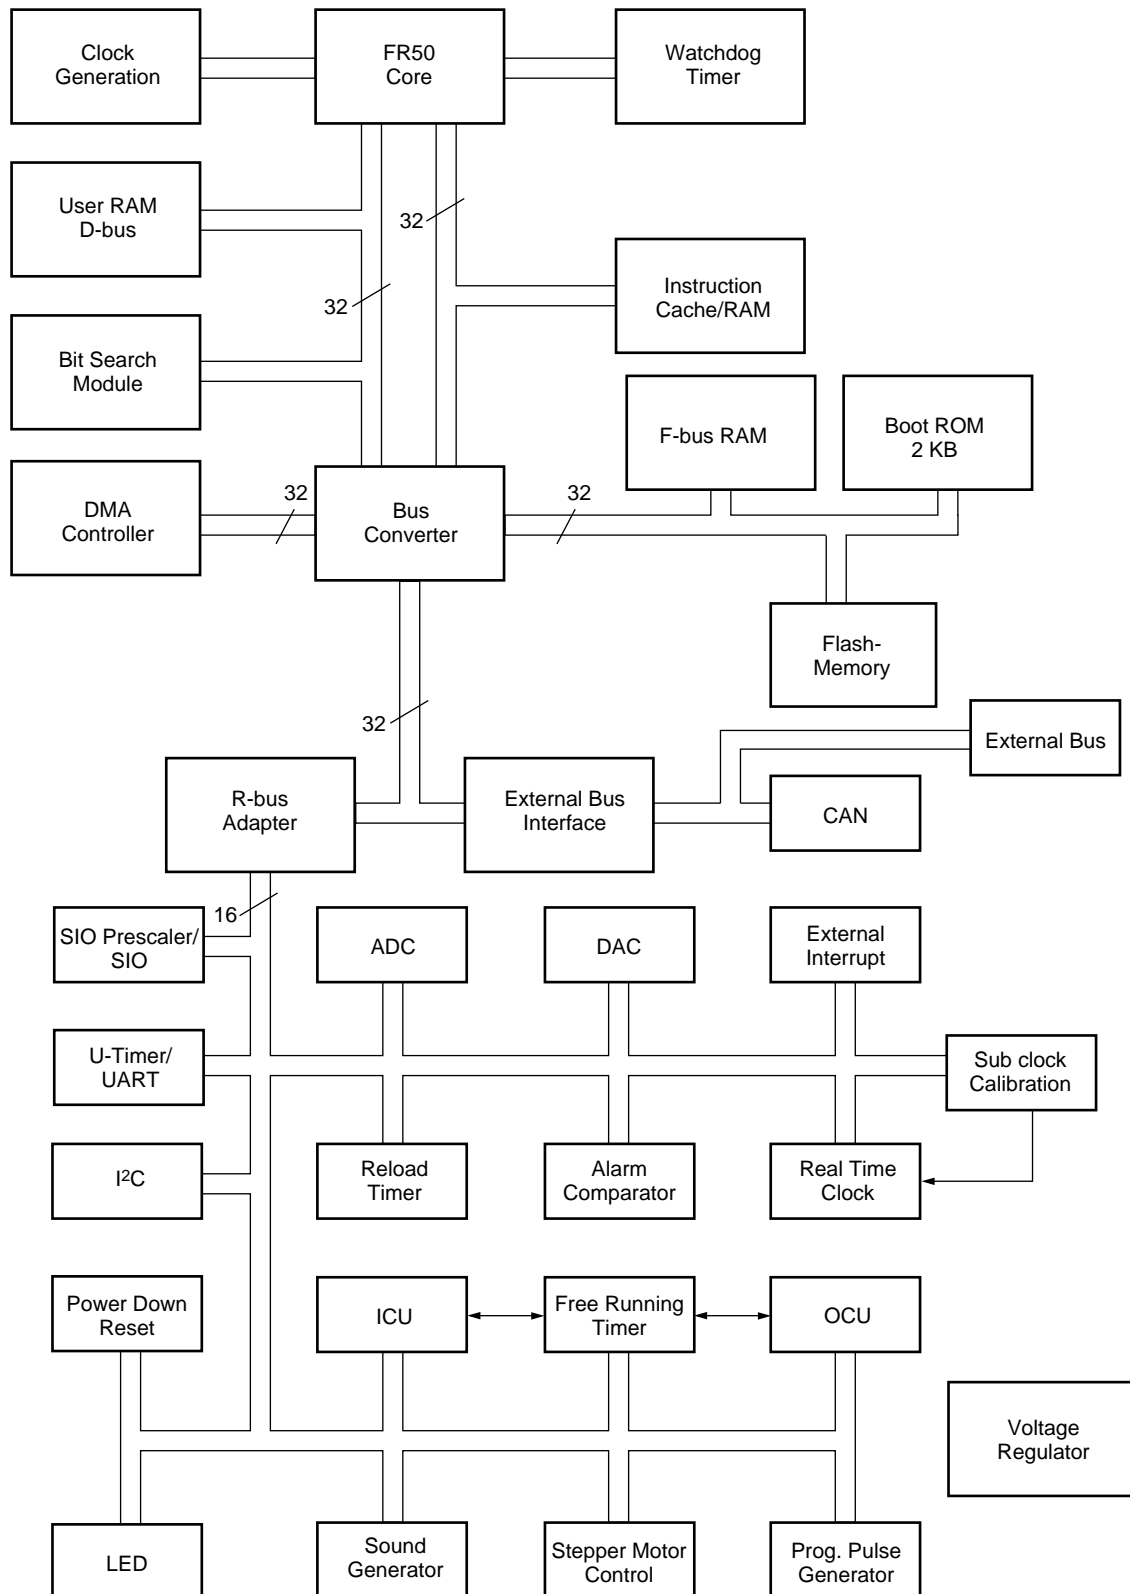 Clock
Generation
FR50
Core
Watchdog
Timer
User RAM
D-bus
32
32
Instruction
Cache/RAM
Bit Search
Module
F-bus RAM
Boot ROM
2 KB
DMA
Controller
32
Bus
Converter
32
Flash-
Memory
32
External Bus
R-bus
Adapter
External Bus
Interface
CAN
16
SIO Prescaler/
SIO
ADC
DAC
External
Interrupt
U-Timer/
UART
Sub clock
Calibration
I²C
Reload
Timer
Alarm
Comparator
Real Time
Clock
Power Down
Reset
ICU
Free Running
Timer
OCU
Voltage
Regulator
LED
Sound
Generator
Stepper Motor
Control
Prog. Pulse
Generator